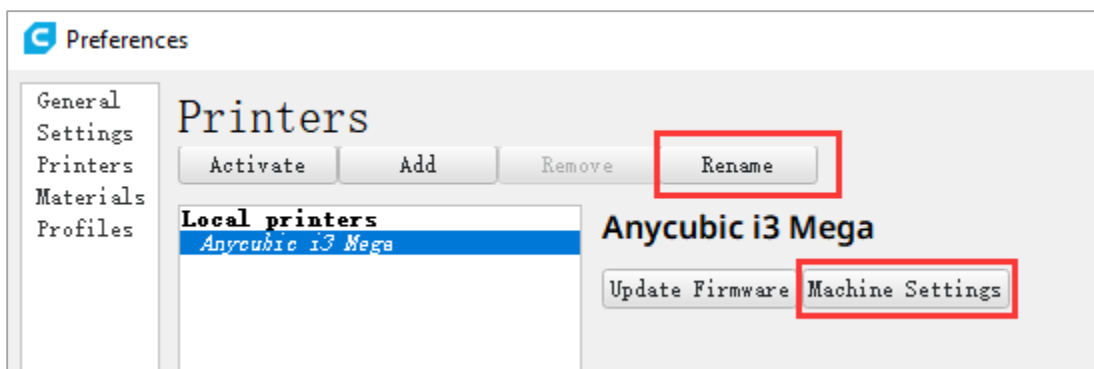 Preferences
General
Settings
Printers
Materials
Profiles
Printers
Activate Add Remove Rename
Local printers
Anycubic i3 Mega
Anycubic i3 Mega
Update Firmware Machine Settings